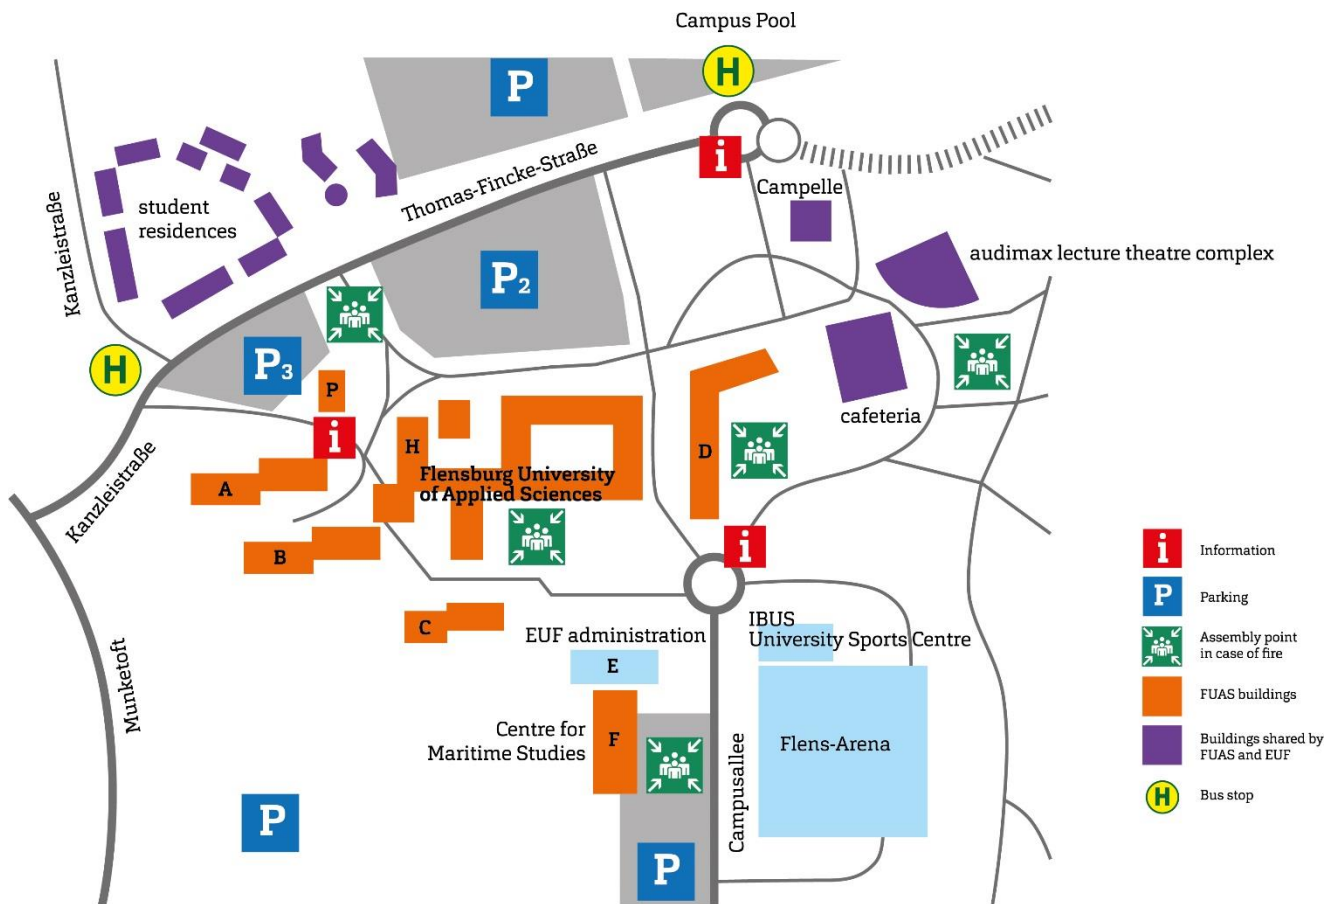 Campus Pool
H
P
i
Thomas-Fincke-Straße
Kanzleistraße
student
residences
Campelle
audimax lecture theatre complex
P2
P3
H
P
i
cafeteria
Kanzleistraße
A
H
Flensburg University
of Applied Sciences
D
B
i
C
EUF administration
E
IBUS
University Sports Centre
Centre for
Maritime Studies
F
Flens-Arena
Campusallee
Munketoft
P
P
i
Information
P
Parking
Assembly point
in case of fire
FUAS buildings
Buildings shared by
FUAS and EUF
H
Bus stop